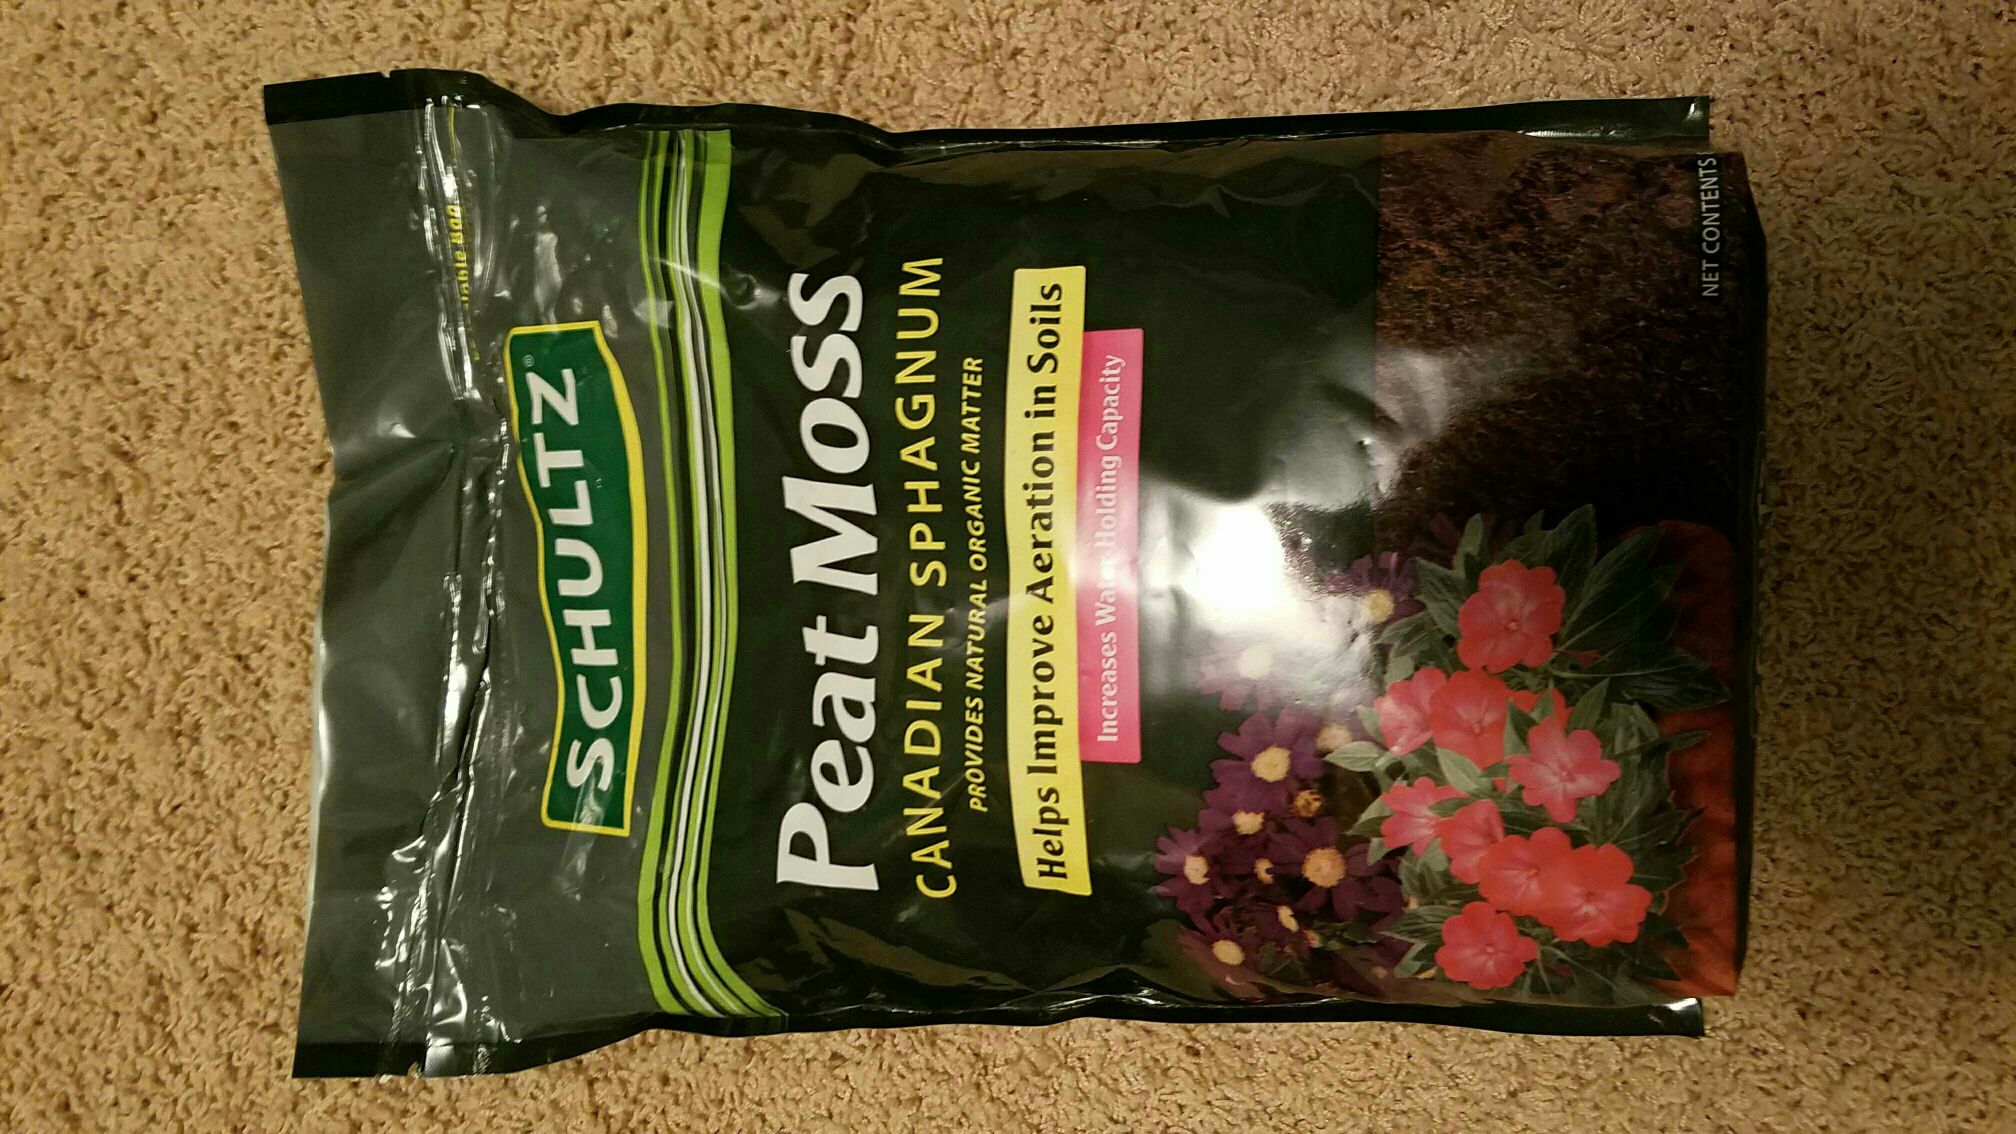 SCHULTZ®
Peat Moss
CANADIAN SPHAGNUM
PROVIDES NATURAL ORGANIC MATTER
Helps Improve Aeration in Soils
Increases Water Holding Capacity
NET CONTENTS